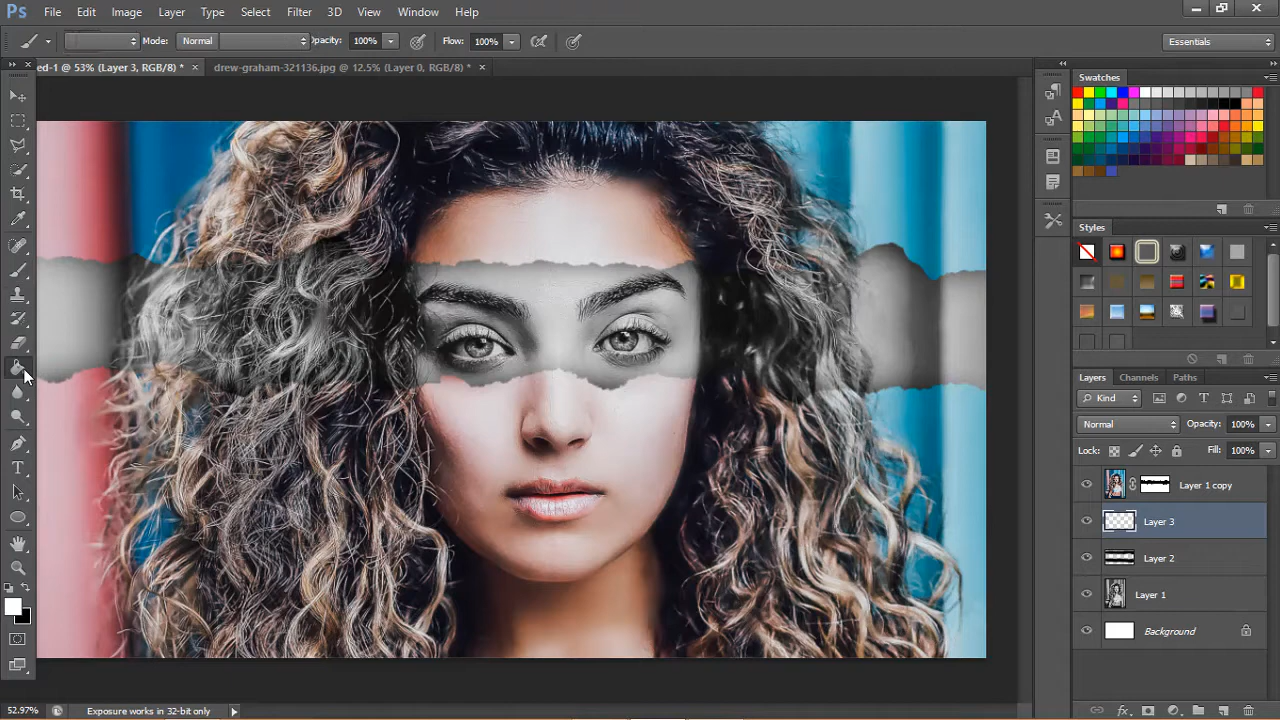 Ps File Edit Image Layer Type Select Filter 3D View Window Help
Mode: Normal Opacity: 100% Flow: 100% Essentials
ed-1 @ 53% (Layer 3, RGB/8) * × drew-graham-321136.jpg @ 12.5% (Layer 0, RGB/8) * ×
Swatches
Styles
Layers Channels Paths
Kind
Normal Opacity: 100%
Lock: Fill: 100%
Layer 1 copy
Layer 3
Layer 2
Layer 1
Background
52.97% Exposure works in 32-bit only
fx